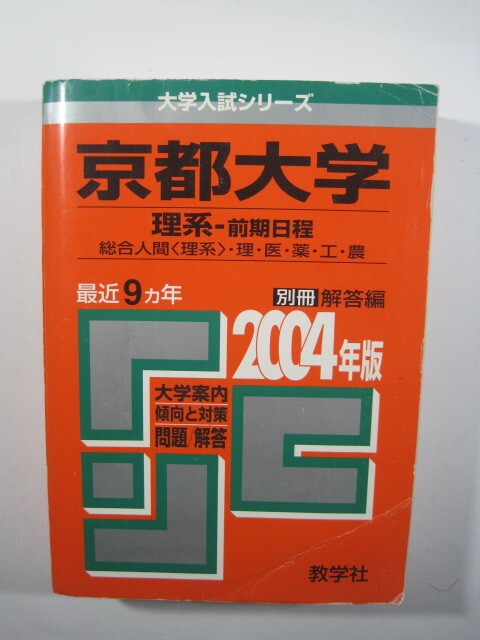 大学入試シリーズ
京都大学
理系-前期日程
総合人間〈理系〉・理・医・薬・工・農
最近9ヵ年
別冊 解答編
2004年版
大学案内
傾向と対策
問題/解答
教学社